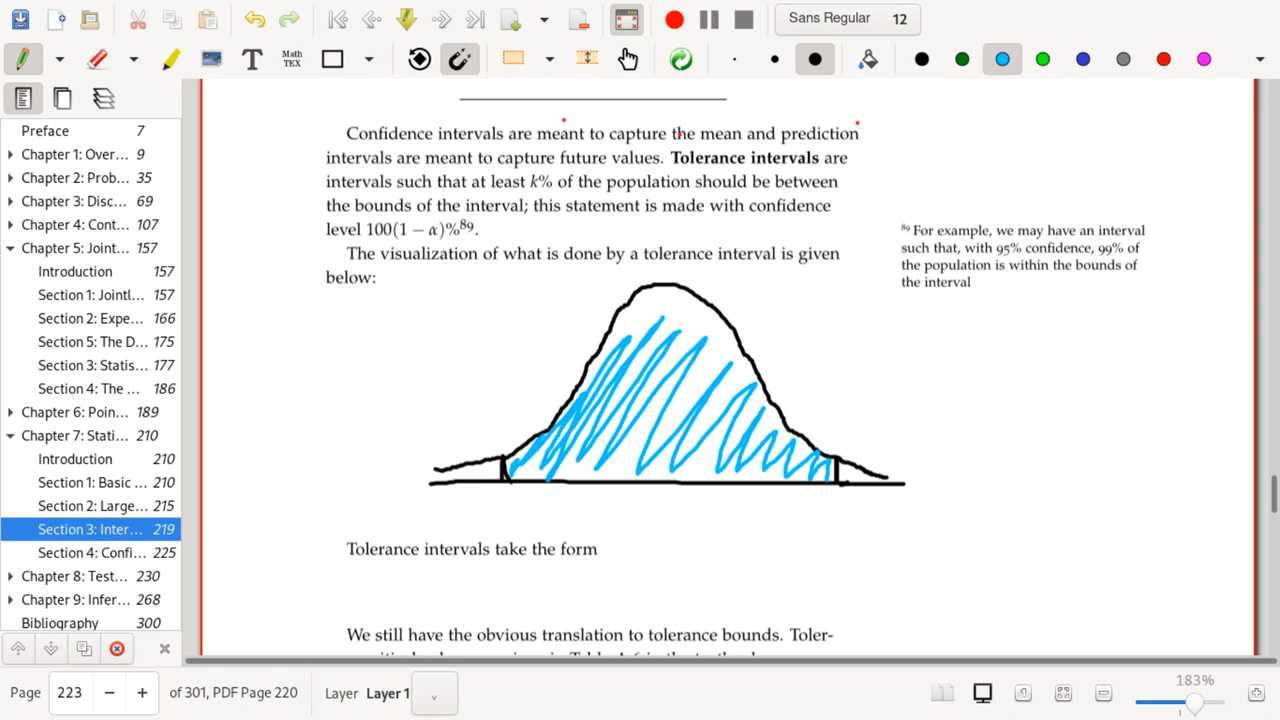 Sans Regular 12
T Math TEX
Preface 7
Chapter 1: Over... 9
Chapter 2: Prob... 35
Chapter 3: Disc... 69
Chapter 4: Cont... 107
Chapter 5: Joint... 157
Introduction 157
Section 1: Jointl... 157
Section 2: Expe... 166
Section 5: The D... 175
Section 3: Statis... 177
Section 4: The ... 186
Chapter 6: Poin... 189
Chapter 7: Stati... 210
Introduction 210
Section 1: Basic ... 210
Section 2: Large... 215
Section 3: Inter... 219
Section 4: Confi... 225
Chapter 8: Test... 230
Chapter 9: Infer... 268
Bibliography 300
Confidence intervals are meant to capture the mean and prediction
intervals are meant to capture future values. Tolerance intervals are
intervals such that at least k% of the population should be between
the bounds of the interval; this statement is made with confidence
level 100(1 − α)%⁸⁹.
The visualization of what is done by a tolerance interval is given
below:
⁸⁹ For example, we may have an interval
such that, with 95% confidence, 99% of
the population is within the bounds of
the interval
Tolerance intervals take the form
We still have the obvious translation to tolerance bounds. Toler-
Page 223 of 301, PDF Page 220 Layer Layer 1 183%